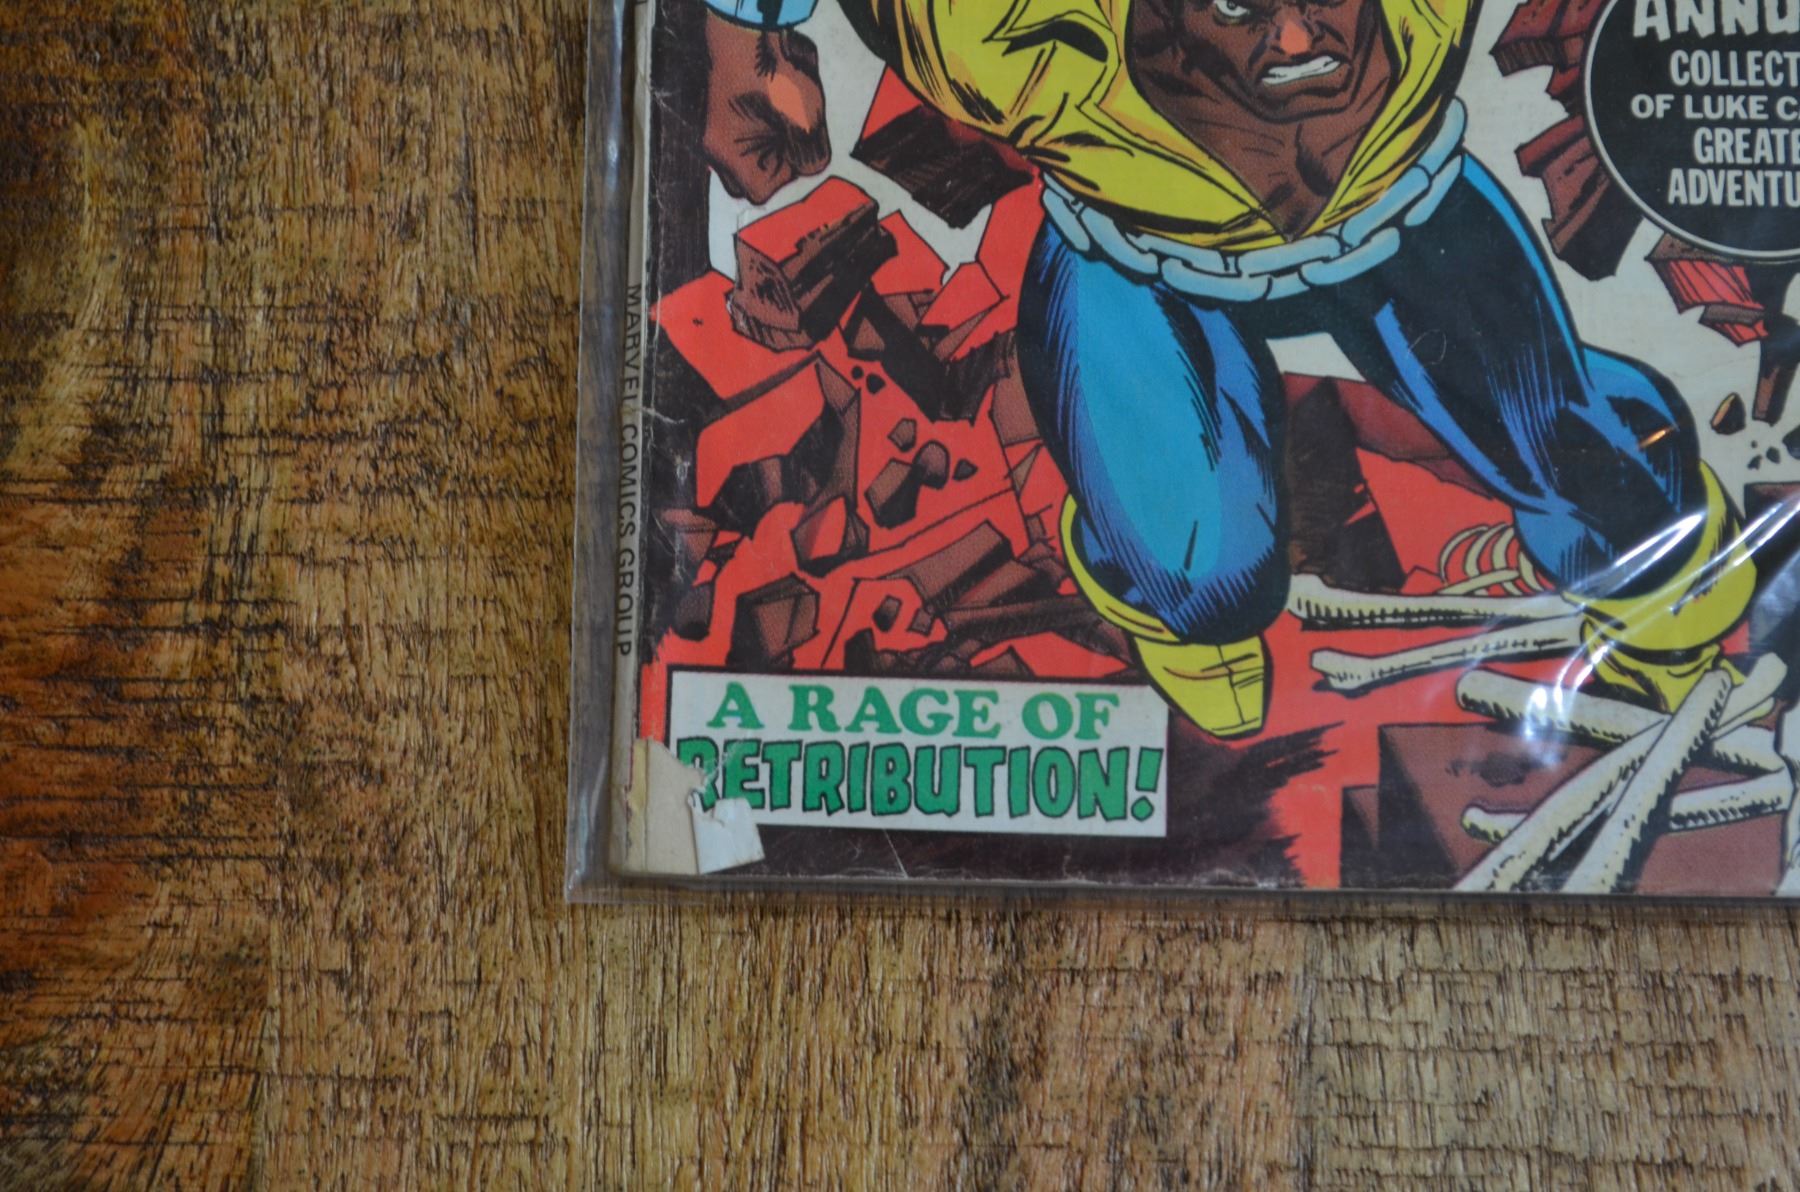 ANNU
COLLECT
OF LUKE CA
GREATE
ADVENTU
MARVEL COMICS GROUP
A RAGE OF
RETRIBUTION!